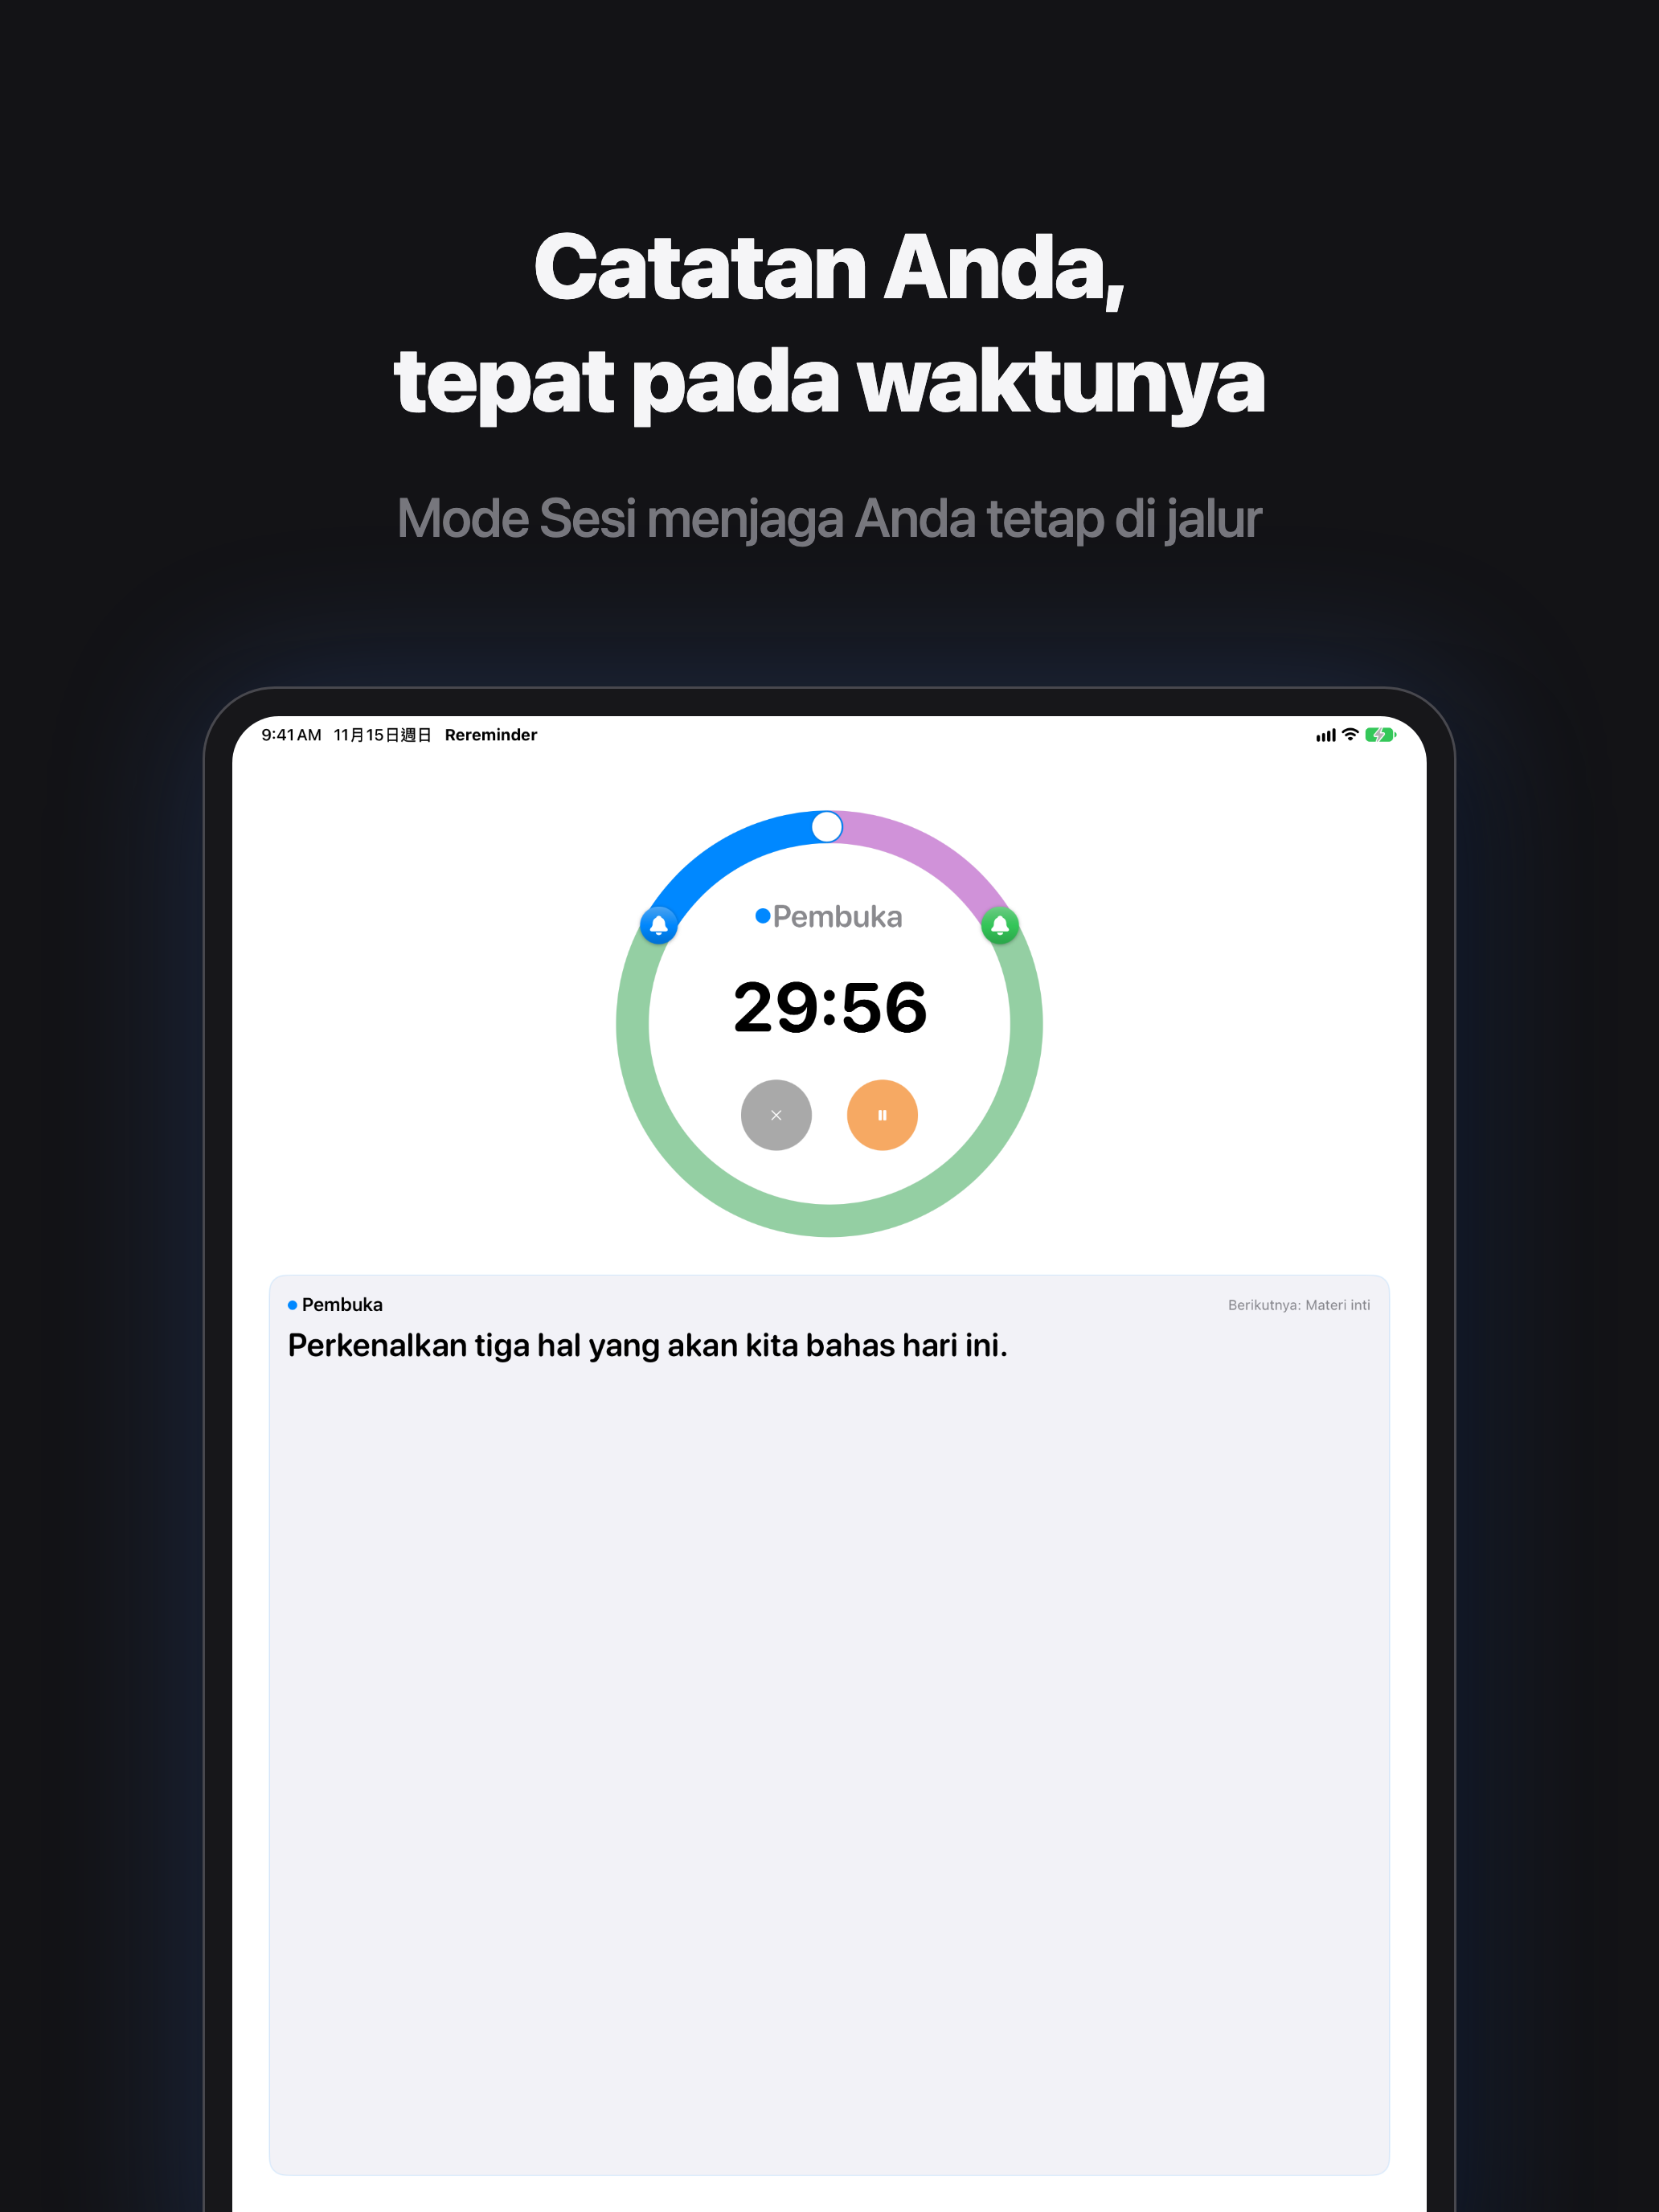 Catatan Anda,
tepat pada waktunya
Mode Sesi menjaga Anda tetap di jalur
9:41 AM 11月15日週日 Rereminder
Pembuka
29:56
Pembuka
Berikutnya: Materi inti
Perkenalkan tiga hal yang akan kita bahas hari ini.